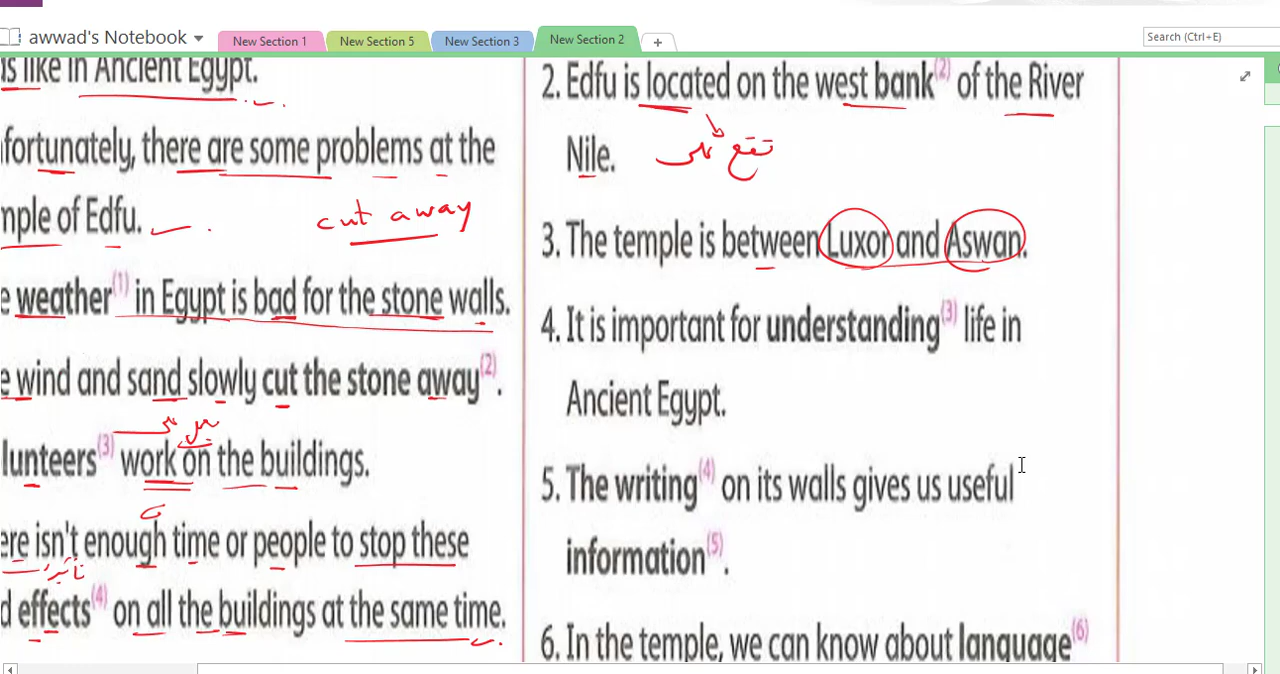 awwad's Notebook
New Section 1
New Section 5
New Section 3
New Section 2
+
Search (Ctrl+E)
is like in Ancient Egypt.
fortunately, there are some problems at the
mple of Edfu.
cut away
e weather(1) in Egypt is bad for the stone walls.
e wind and sand slowly cut the stone away(2).
lunteers(3) work on the buildings.
ere isn't enough time or people to stop these
تأثير
d effects(4) on all the buildings at the same time.
2. Edfu is located on the west bank(2) of the River
Nile.
تقع على
3. The temple is between Luxor and Aswan.
4. It is important for understanding(3) life in
Ancient Egypt.
5. The writing(4) on its walls gives us useful
information(5).
6. In the temple, we can know about language(6)